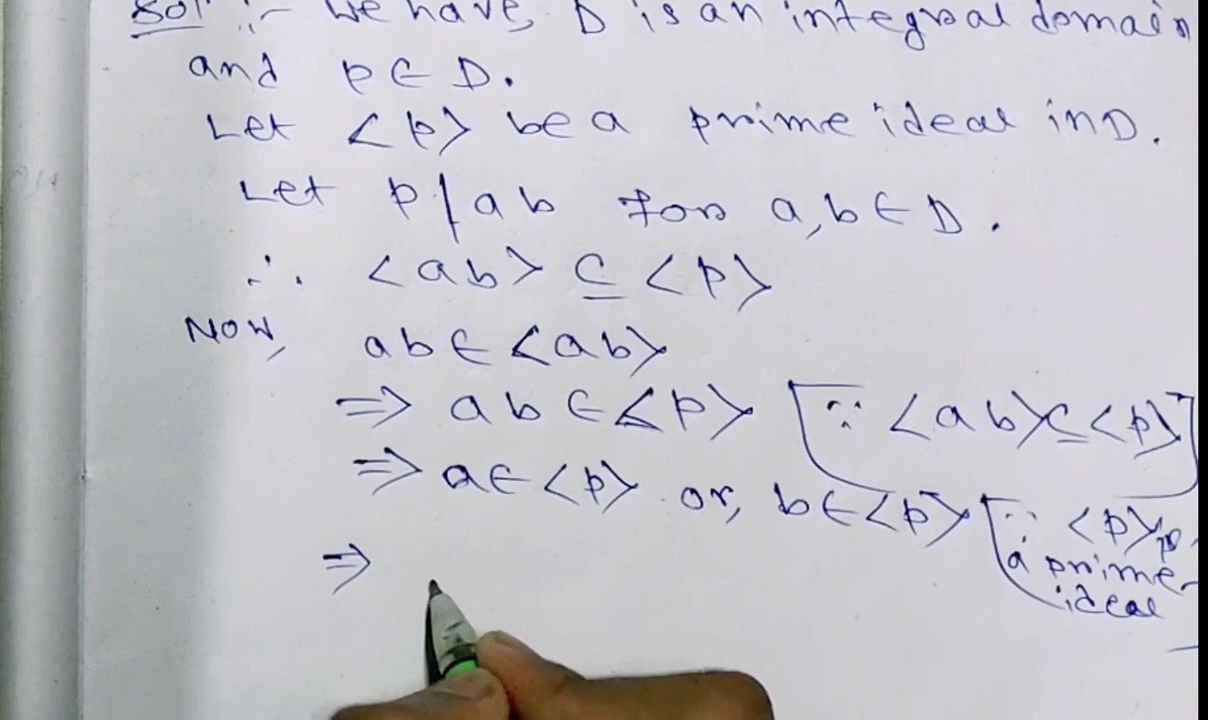 Sol :- We have, D is an integral domain
and p ∈ D.
Let <p> be a prime ideal in D.
Let p | ab for a, b ∈ D.
∴ <ab> ⊆ <p>
Now, ab ∈ <ab>
⇒ ab ∈ <p> [∵ <ab> ⊆ <p>]
⇒ a ∈ <p> or, b ∈ <p> [∵ <p> is
a prime
ideal
⇒